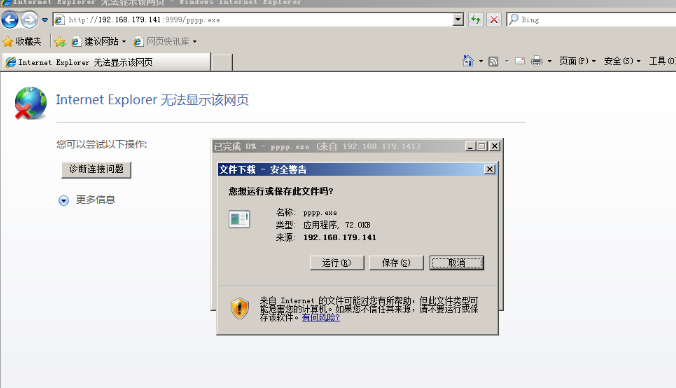 Internet Explorer 无法显示该网页 - Windows Internet Explorer
http://192.168.179.141:9999/pppp.exe
Bing
收藏夹
建议网站
网页快讯库
Internet Explorer 无法显示该网页
页面(P)
安全(S)
工具(O)
Internet Explorer 无法显示该网页
您可以尝试以下操作:
诊断连接问题
更多信息
已完成 0% - pppp.exe (来自 192.168.179.141)
文件下载 - 安全警告
您想运行或保存此文件吗?
名称: pppp.exe
类型: 应用程序, 72.0KB
来源: 192.168.179.141
运行(R)
保存(S)
取消
来自 Internet 的文件可能对您有所帮助，但此文件类型可
能危害您的计算机。如果您不信任其来源，请不要运行或保
存该软件。有何风险?